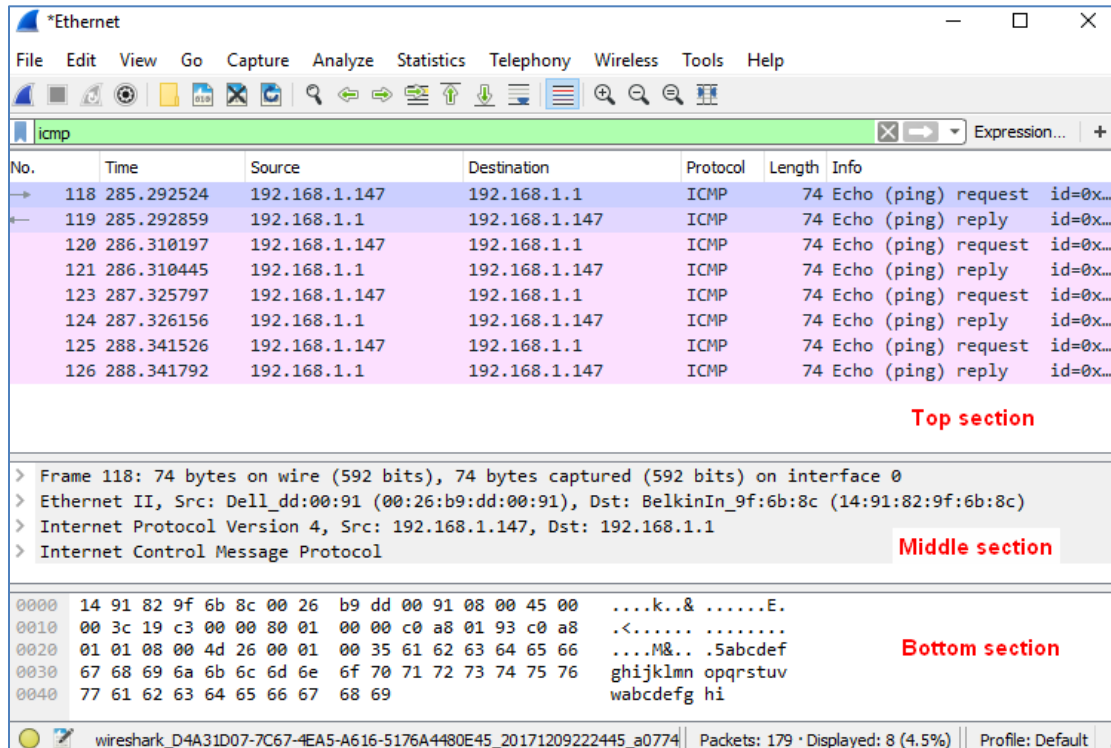 *Ethernet
File Edit View Go Capture Analyze Statistics Telephony Wireless Tools Help
icmp Expression... +
No. Time Source Destination Protocol Length Info
118 285.292524 192.168.1.147 192.168.1.1 ICMP 74 Echo (ping) request id=0x…
119 285.292859 192.168.1.1 192.168.1.147 ICMP 74 Echo (ping) reply id=0x…
120 286.310197 192.168.1.147 192.168.1.1 ICMP 74 Echo (ping) request id=0x…
121 286.310445 192.168.1.1 192.168.1.147 ICMP 74 Echo (ping) reply id=0x…
123 287.325797 192.168.1.147 192.168.1.1 ICMP 74 Echo (ping) request id=0x…
124 287.326156 192.168.1.1 192.168.1.147 ICMP 74 Echo (ping) reply id=0x…
125 288.341526 192.168.1.147 192.168.1.1 ICMP 74 Echo (ping) request id=0x…
126 288.341792 192.168.1.1 192.168.1.147 ICMP 74 Echo (ping) reply id=0x…
Top section
> Frame 118: 74 bytes on wire (592 bits), 74 bytes captured (592 bits) on interface 0
> Ethernet II, Src: Dell_dd:00:91 (00:26:b9:dd:00:91), Dst: BelkinIn_9f:6b:8c (14:91:82:9f:6b:8c)
> Internet Protocol Version 4, Src: 192.168.1.147, Dst: 192.168.1.1
> Internet Control Message Protocol
Middle section
0000 14 91 82 9f 6b 8c 00 26 b9 dd 00 91 08 00 45 00 ....k..& ......E.
0010 00 3c 19 c3 00 00 80 01 00 00 c0 a8 01 93 c0 a8 .<...... ........
0020 01 01 08 00 4d 26 00 01 00 35 61 62 63 64 65 66 ....M&.. .5abcdef
0030 67 68 69 6a 6b 6c 6d 6e 6f 70 71 72 73 74 75 76 ghijklmn opqrstuv
0040 77 61 62 63 64 65 66 67 68 69 wabcdefg hi
Bottom section
wireshark_D4A31D07-7C67-4EA5-A616-5176A4480E45_20171209222445_a0774 Packets: 179 · Displayed: 8 (4.5%) Profile: Default